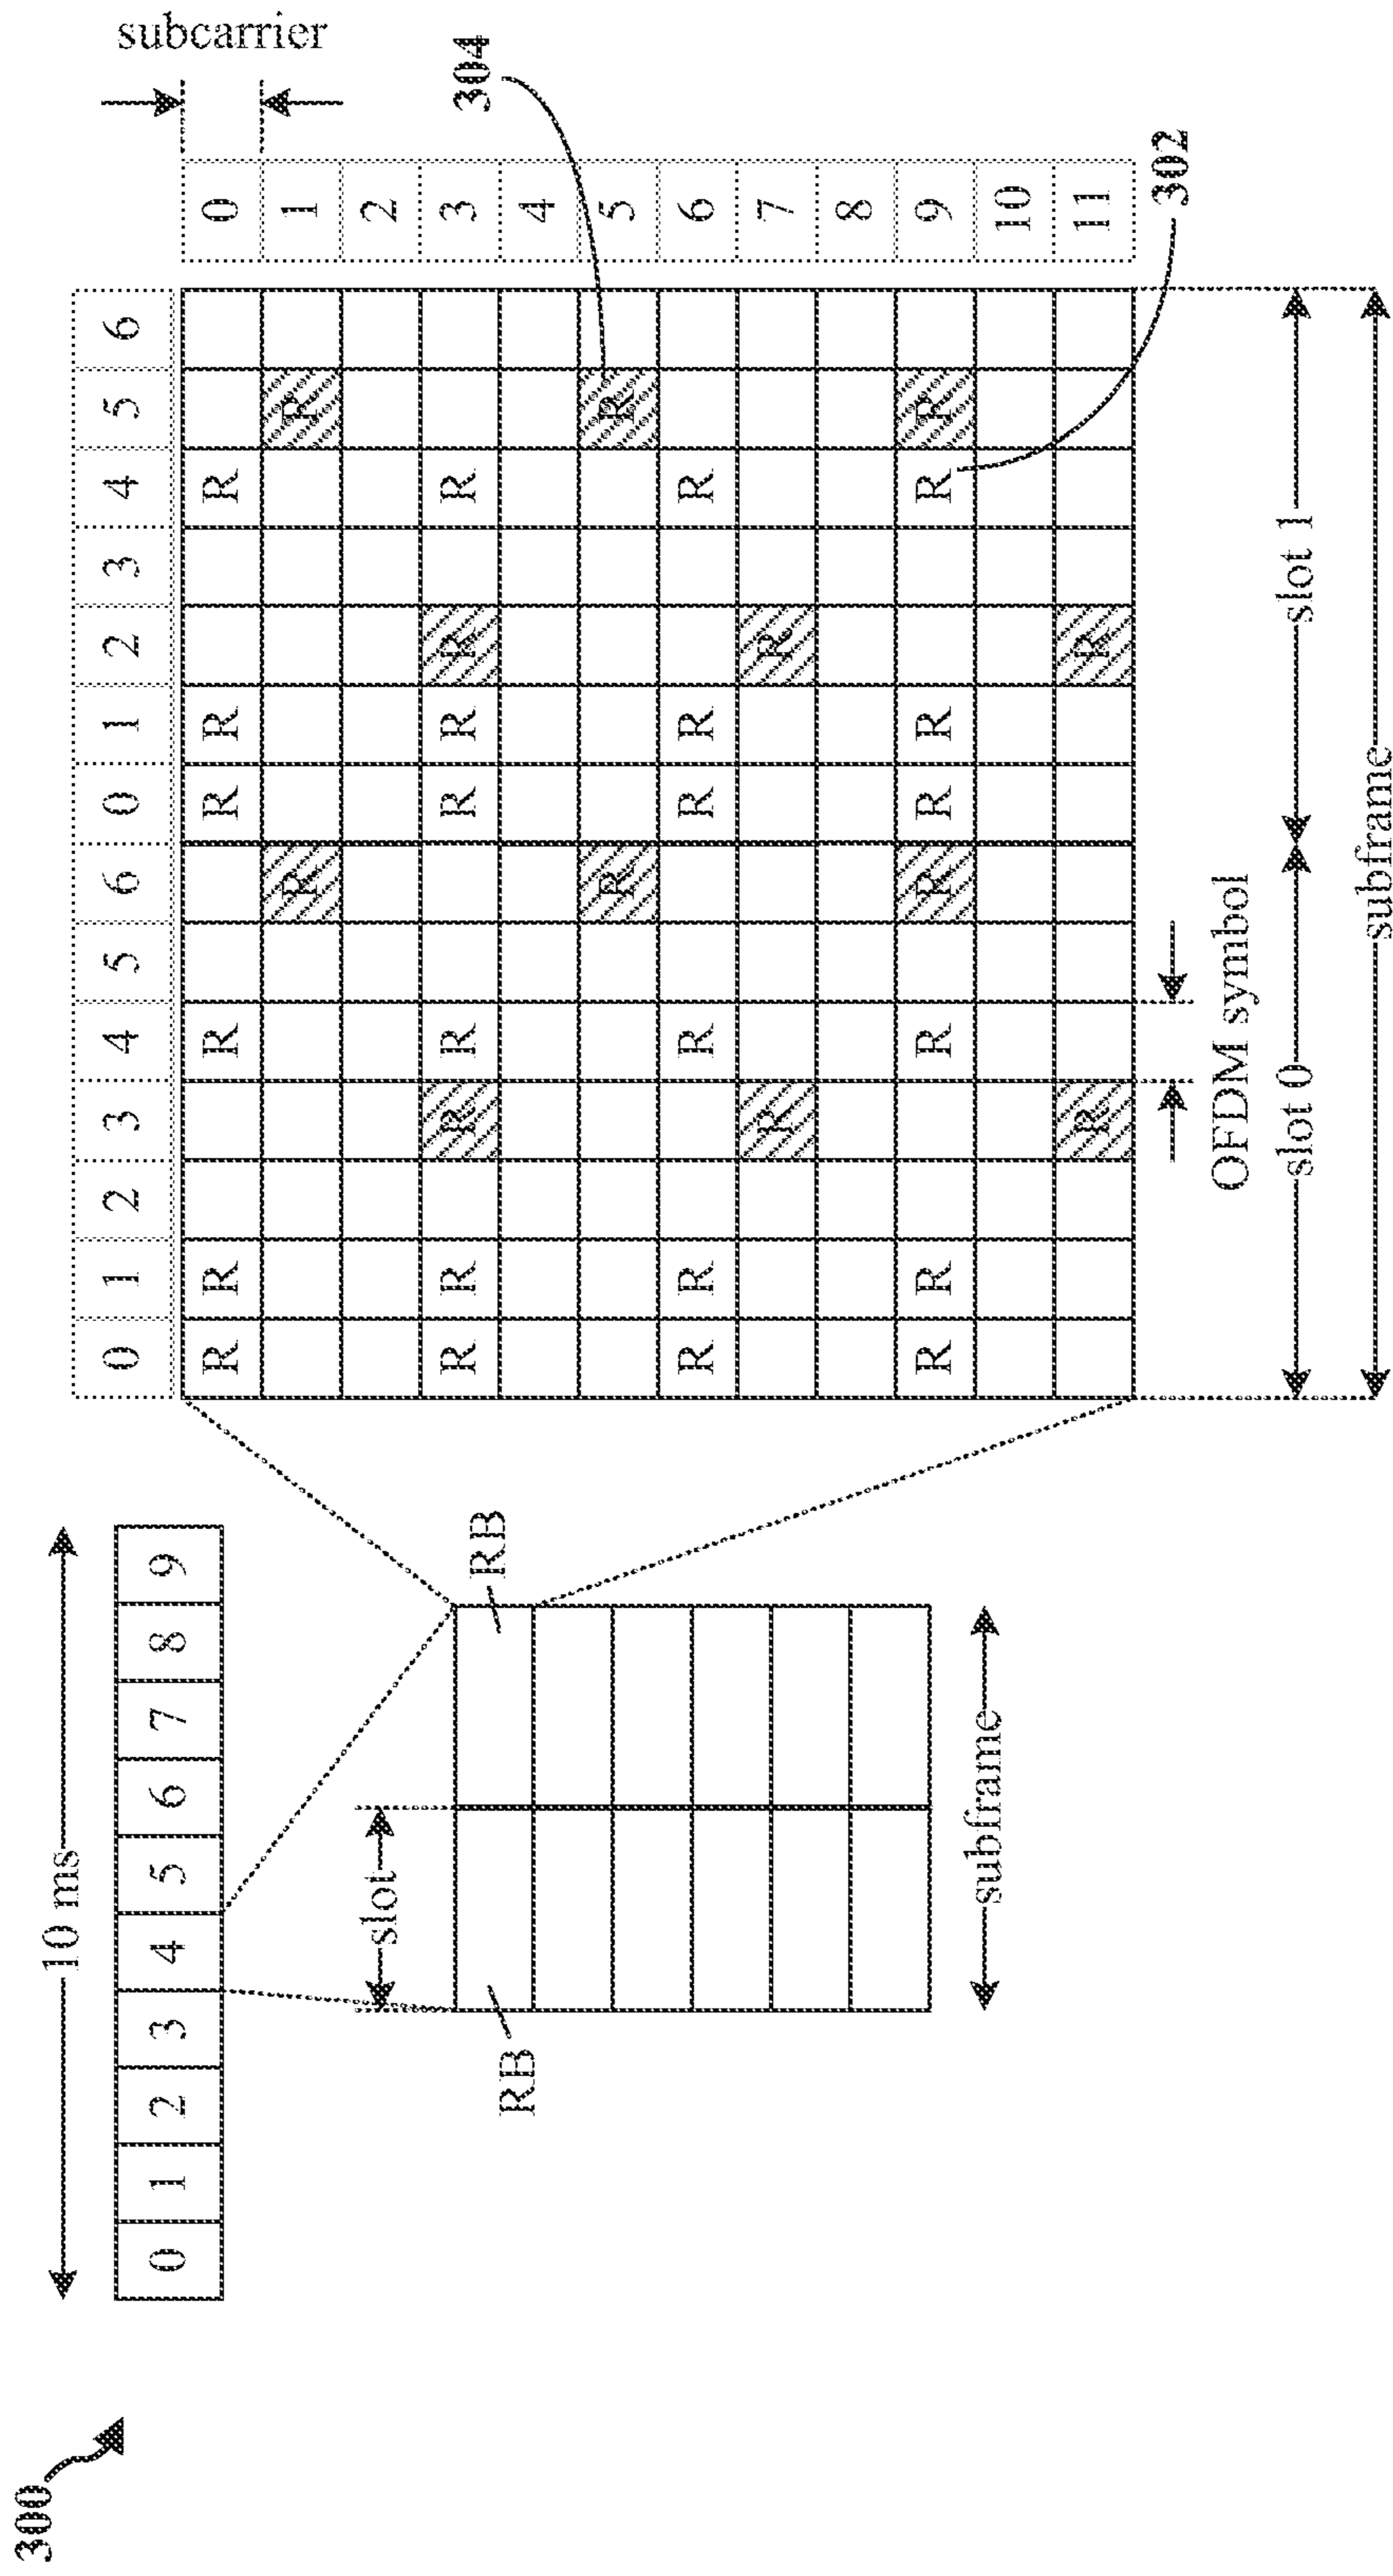 300
10 ms
0 1 2 3 4 5 6 7 8 9
slot
RB
RB
subframe
0 1 2 3 4 5 6 0 1 2 3 4 5 6
subcarrier
R R R R R R 0
R R 1
2
R R R R R R R R 3
304
4
R R 5
R R R R R R 6
R R 7
8
R R R R R R R R 9
10
R R 11
302
OFDM symbol
slot 0 slot 1
subframe